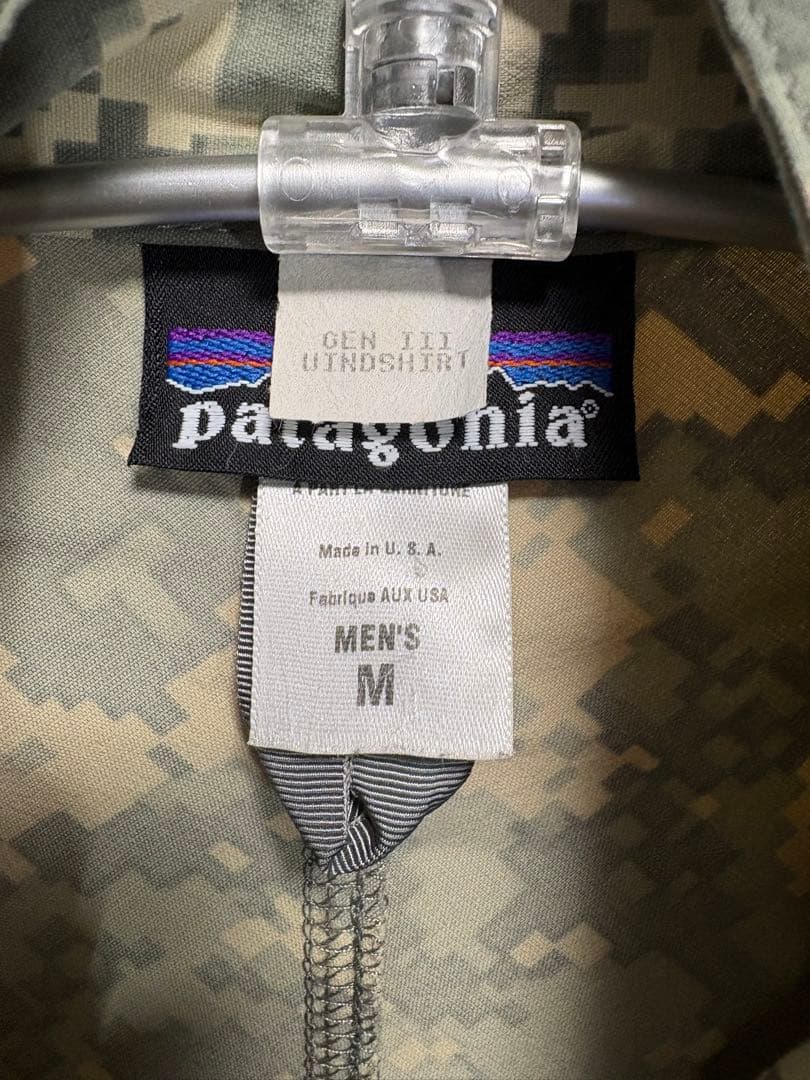 GEN III
WINDSHIRT
patagonia®
Made in U. S. A.
Fabrique AUX USA
MEN'S
M